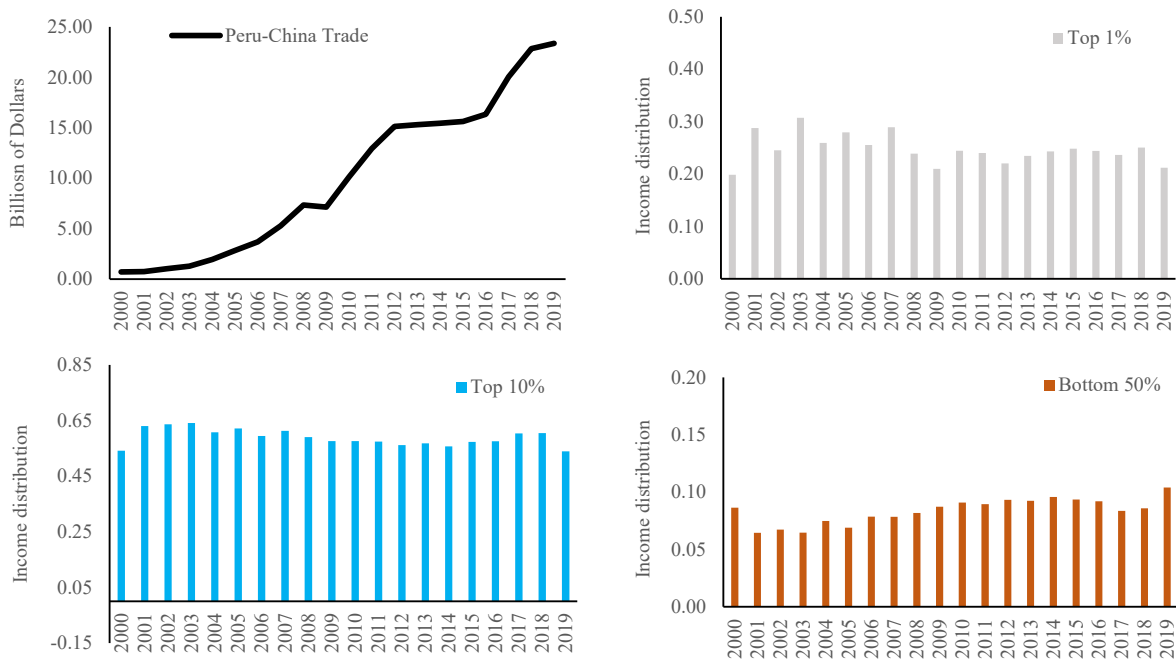 Peru-China Trade
Billiosn of Dollars
25.00
20.00
15.00
10.00
5.00
0.00
2000 2001 2002 2003 2004 2005 2006 2007 2008 2009 2010 2011 2012 2013 2014 2015 2016 2017 2018 2019
Top 1%
Income distribution
0.50
0.40
0.30
0.20
0.10
0.00
2000 2001 2002 2003 2004 2005 2006 2007 2008 2009 2010 2011 2012 2013 2014 2015 2016 2017 2018 2019
Top 10%
Income distribution
0.85
0.65
0.45
0.25
0.05
-0.15
2000 2001 2002 2003 2004 2005 2006 2007 2008 2009 2010 2011 2012 2013 2014 2015 2016 2017 2018 2019
Bottom 50%
Income distribution
0.20
0.15
0.10
0.05
0.00
2000 2001 2002 2003 2004 2005 2006 2007 2008 2009 2010 2011 2012 2013 2014 2015 2016 2017 2018 2019